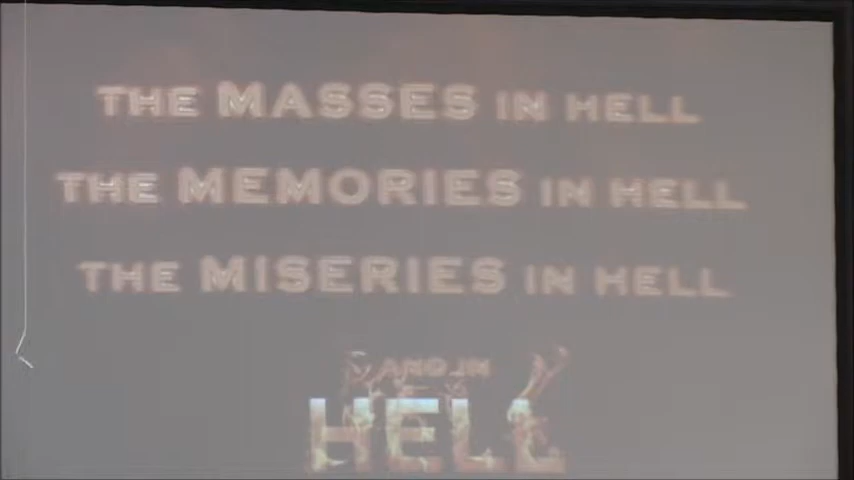 THE MASSES IN HELL
THE MEMORIES IN HELL
THE MISERIES IN HELL
HELL